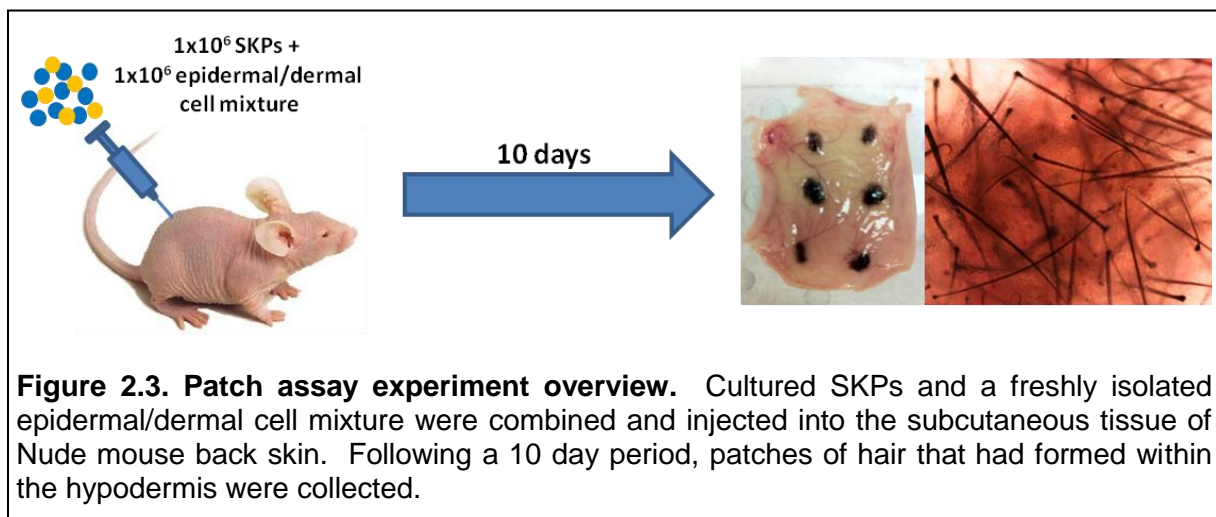 1x10⁶ SKPs +
1x10⁶ epidermal/dermal
cell mixture
10 days
Figure 2.3. Patch assay experiment overview. Cultured SKPs and a freshly isolated
epidermal/dermal cell mixture were combined and injected into the subcutaneous tissue of
Nude mouse back skin. Following a 10 day period, patches of hair that had formed within
the hypodermis were collected.